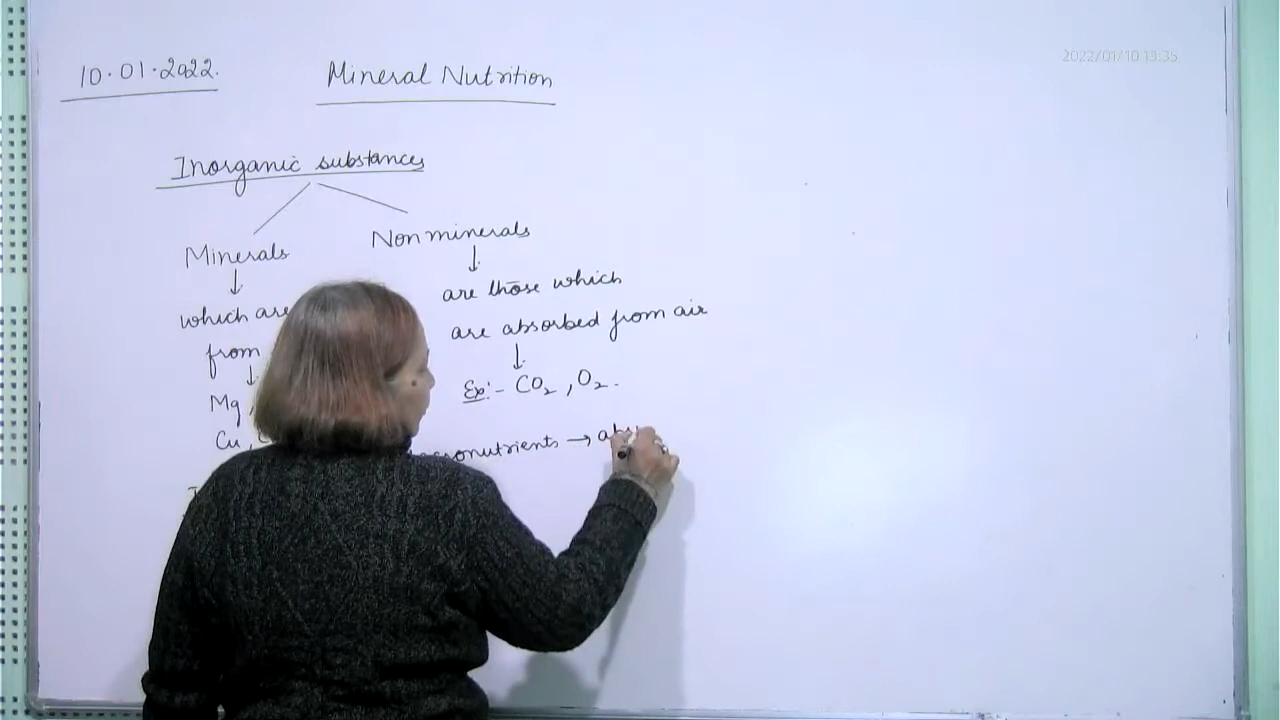 2022/01/10 13:35
10.01.2022.
Mineral Nutrition
Inorganic substances
Minerals
Non minerals
↓
↓
which are
are those which
from
are absorbed from air
↓
↓
Mg,
Ex:- CO₂, O₂.
Cu,
→